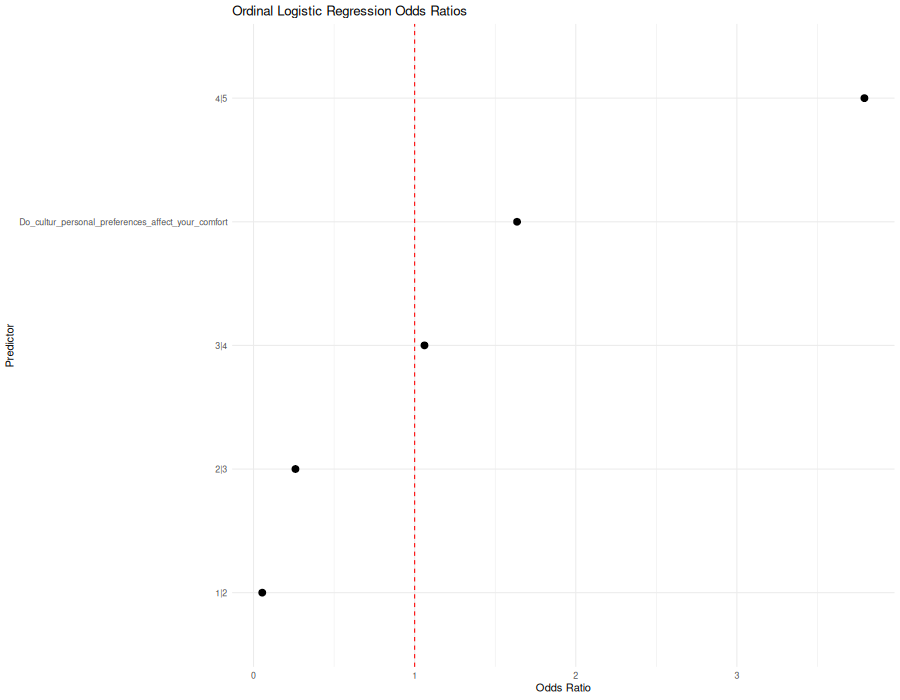 Ordinal Logistic Regression Odds Ratios
4|5
Do_cultur_personal_preferences_affect_your_comfort
Predictor
3|4
2|3
1|2
0 1 2 3
Odds Ratio